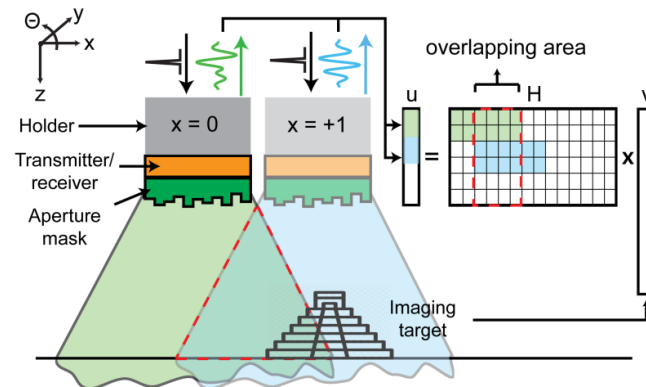 Θ
y
x
z
overlapping area
u
H
v
Holder
x = 0
x = +1
=
x
Transmitter/
receiver
Aperture
mask
Imaging
target